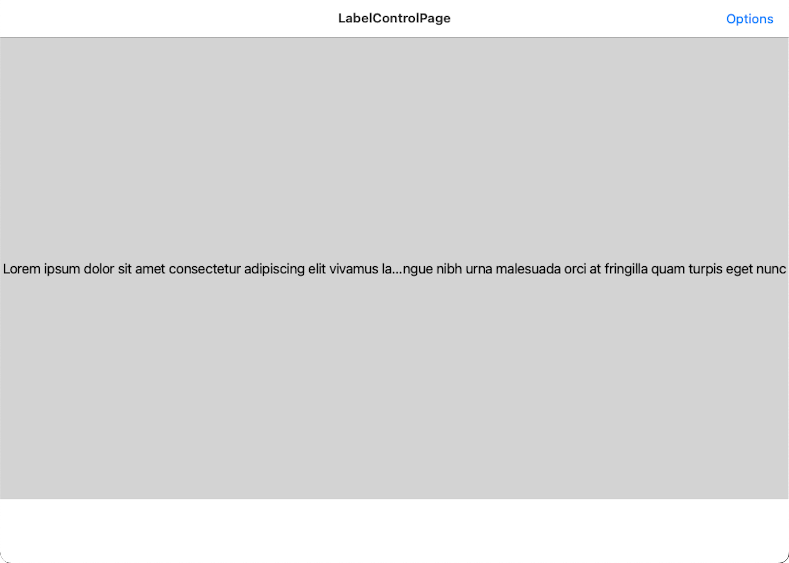 LabelControlPage
Options
Lorem ipsum dolor sit amet consectetur adipiscing elit vivamus la...ngue nibh urna malesuada orci at fringilla quam turpis eget nunc